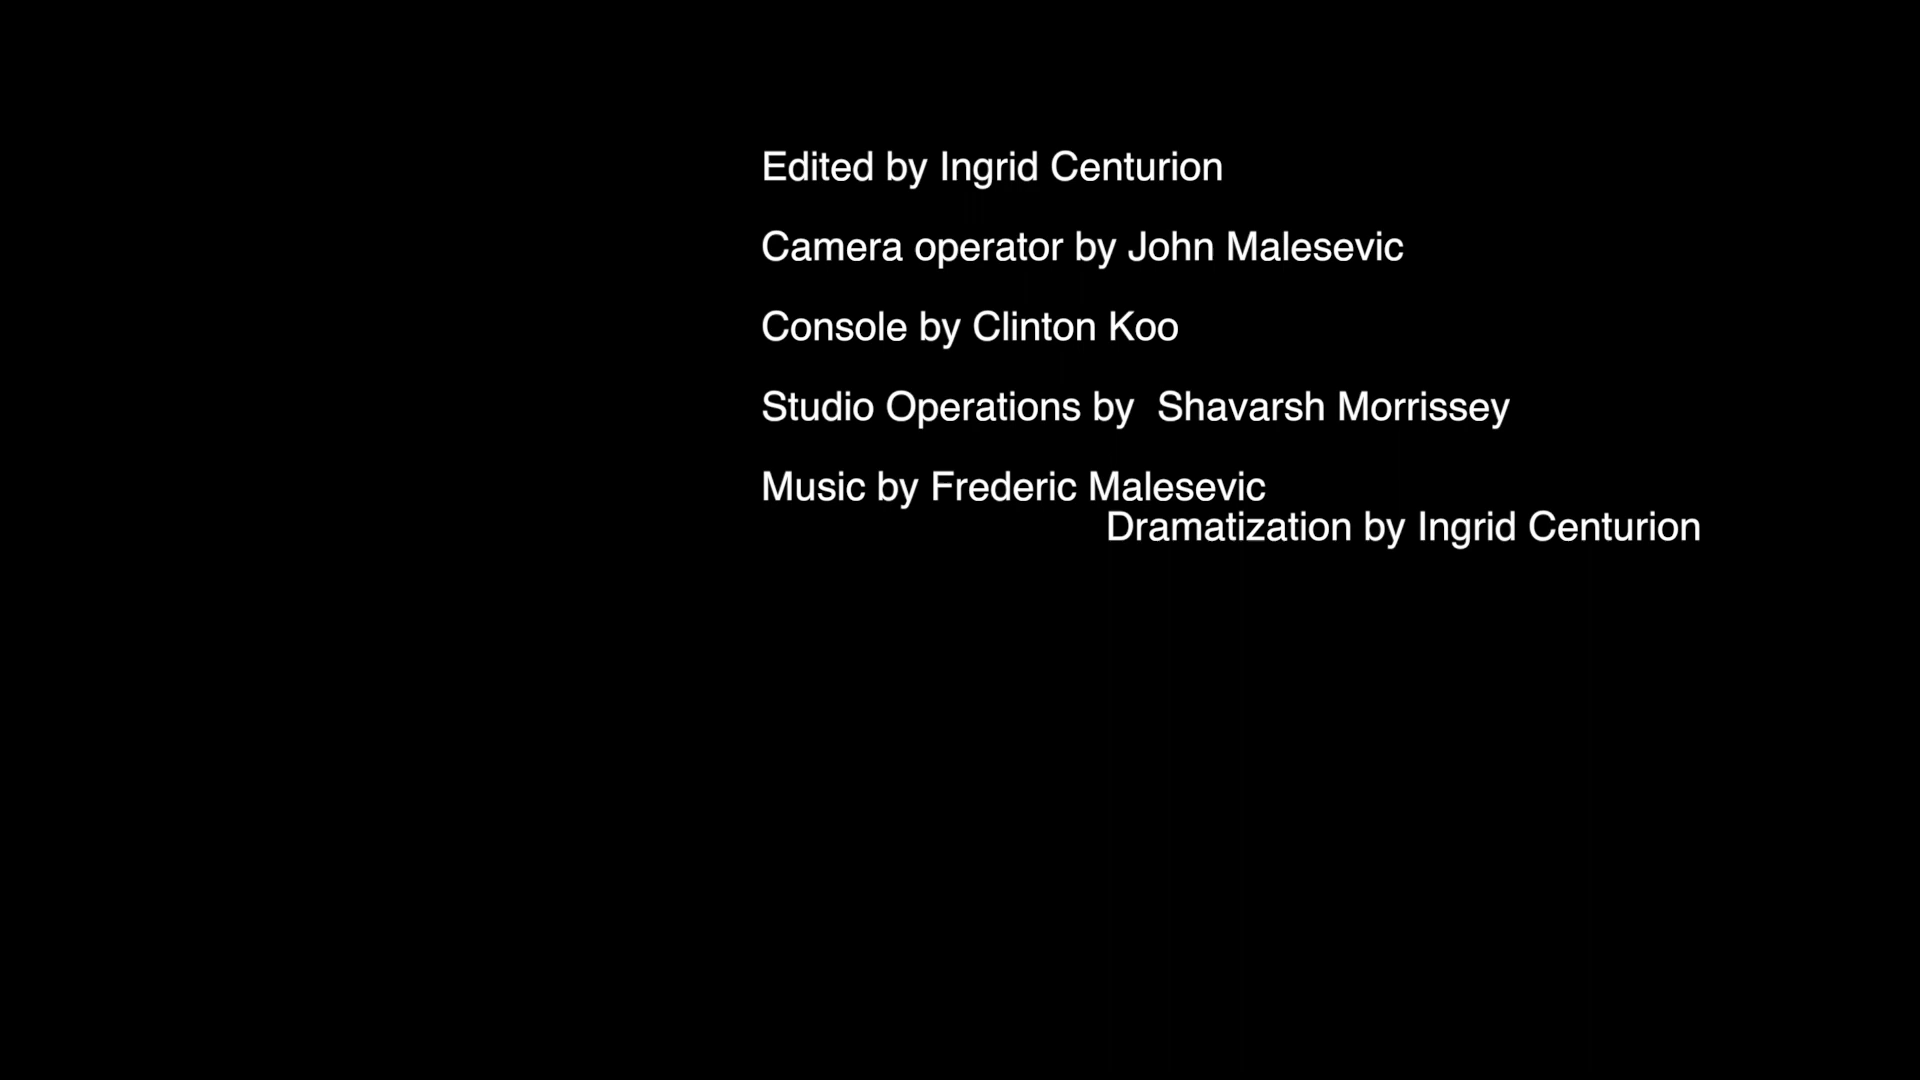 Edited by Ingrid Centurion
Camera operator by John Malesevic
Console by Clinton Koo
Studio Operations by  Shavarsh Morrissey
Music by Frederic Malesevic
Dramatization by Ingrid Centurion